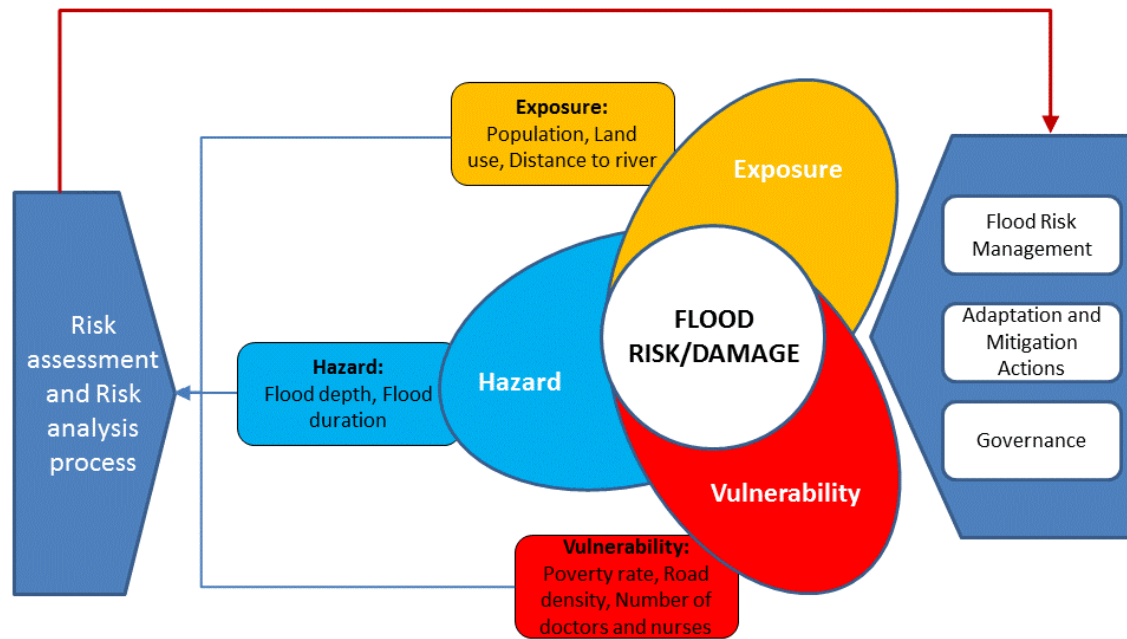 Exposure:
Population, Land
use, Distance to river
Exposure
Risk
assessment
and Risk
analysis
process
Hazard:
Flood depth, Flood
duration
Hazard
FLOOD
RISK/DAMAGE
Vulnerability
Vulnerability:
Poverty rate, Road
density, Number of
doctors and nurses
Flood Risk
Management
Adaptation and
Mitigation
Actions
Governance